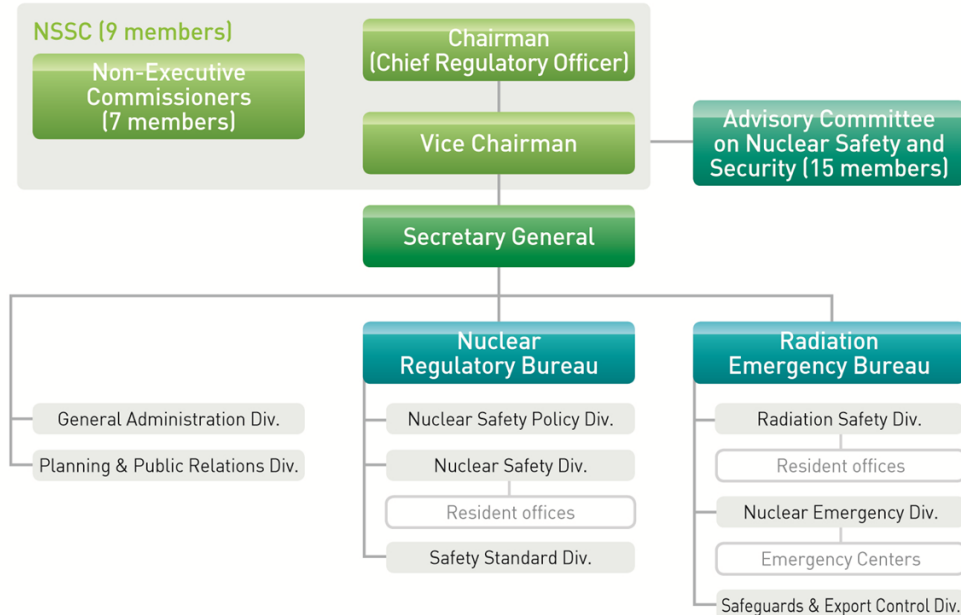 NSSC (9 members)
Non-Executive
Commissioners
(7 members)
Chairman
(Chief Regulatory Officer)
Vice Chairman
Advisory Committee
on Nuclear Safety and
Security (15 members)
Secretary General
Nuclear
Regulatory Bureau
Radiation
Emergency Bureau
General Administration Div.
Planning & Public Relations Div.
Nuclear Safety Policy Div.
Nuclear Safety Div.
Resident offices
Safety Standard Div.
Radiation Safety Div.
Resident offices
Nuclear Emergency Div.
Emergency Centers
Safeguards & Export Control Div.